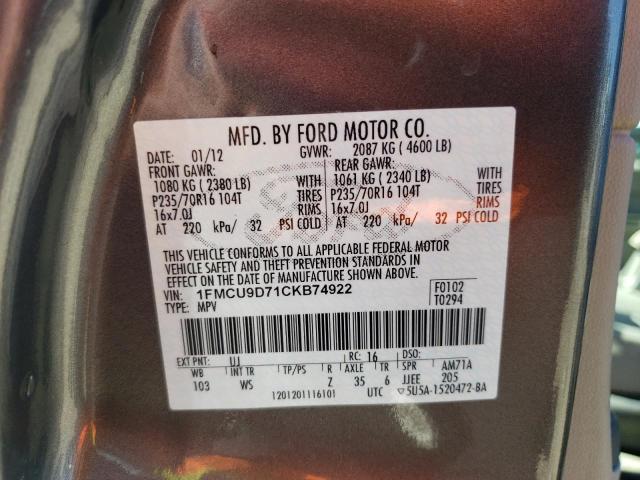 MFD. BY FORD MOTOR CO.
DATE: 01/12 GVWR: 2087 KG ( 4600 LB)
FRONT GAWR: REAR GAWR:
1080 KG ( 2380 LB) WITH 1061 KG ( 2340 LB) WITH
P235/70R16 104T TIRES P235/70R16 104T TIRES
16x7.0J RIMS 16x7.0J RIMS
AT 220 kPa/ 32 PSI COLD AT 220 kPa/ 32 PSI COLD
THIS VEHICLE CONFORMS TO ALL APPLICABLE FEDERAL MOTOR
VEHICLE SAFETY AND THEFT PREVENTION STANDARDS IN
EFFECT ON THE DATE OF MANUFACTURE SHOWN ABOVE.
VIN: 1FMCU9D71CKB74922 F0102
TYPE: MPV T0294
EXT PNT: UJ RC: 16 DSO:
WB INT TR TP/PS R AXLE TR SPR AM71A
103 WS Z 35 6 JJEE 205
1201201116101 UTC ▽5U5A-1520472-BA